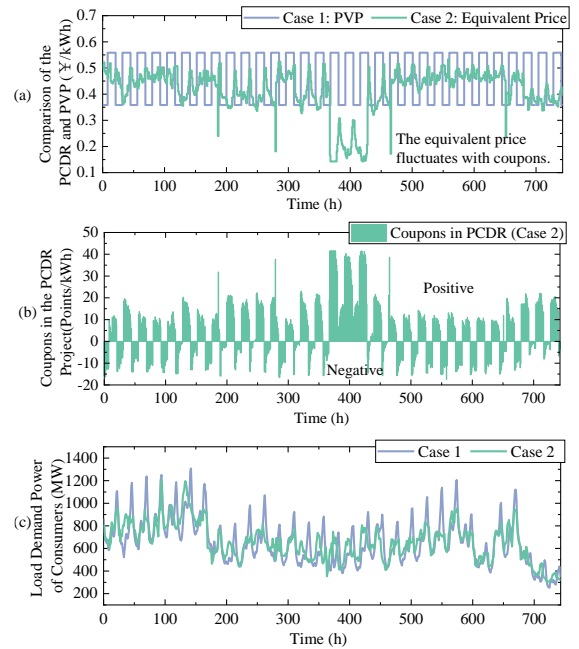 Case 1: PVP Case 2: Equivalent Price
(a)
Comparison of the
PCDR and PVP (¥/kWh)
0.7
0.6
0.5
0.4
0.3
0.2
0.1
The equivalent price
fluctuates with coupons.
0 100 200 300 400 500 600 700
Time (h)
Coupons in PCDR (Case 2)
(b)
Coupons in the PCDR
Project(Points/kWh)
50
40
30
20
10
0
-10
-20
Positive
Negative
0 100 200 300 400 500 600 700
Time (h)
Case 1 Case 2
(c)
Load Demand Power
of Consumers (MW)
1400
1200
1000
800
600
400
200
0 100 200 300 400 500 600 700
Time (h)